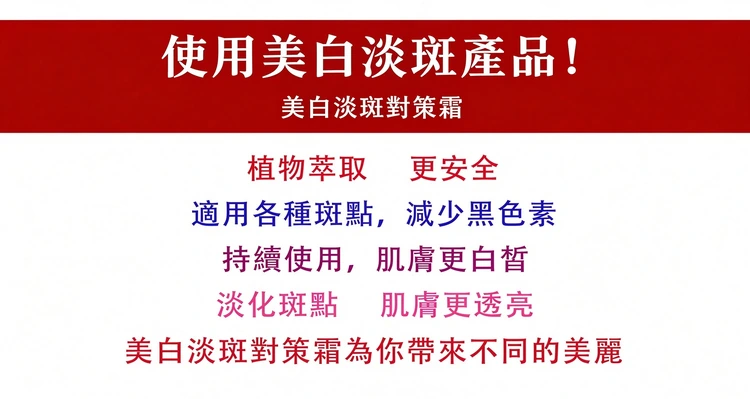 使用美白淡斑產品！
美白淡斑對策霜
植物萃取 更安全
適用各種斑點，減少黑色素
持續使用，肌膚更白皙
淡化斑點 肌膚更透亮
美白淡斑對策霜為你帶來不同的美麗